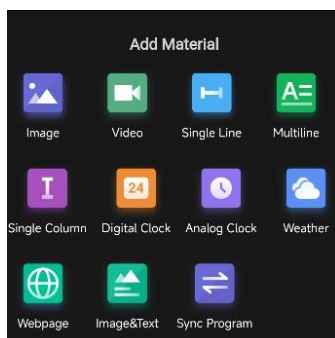 Add Material
Image Video Single Line Multiline
A
24
Single Column Digital Clock Analog Clock Weather
Webpage Image&Text Sync Program